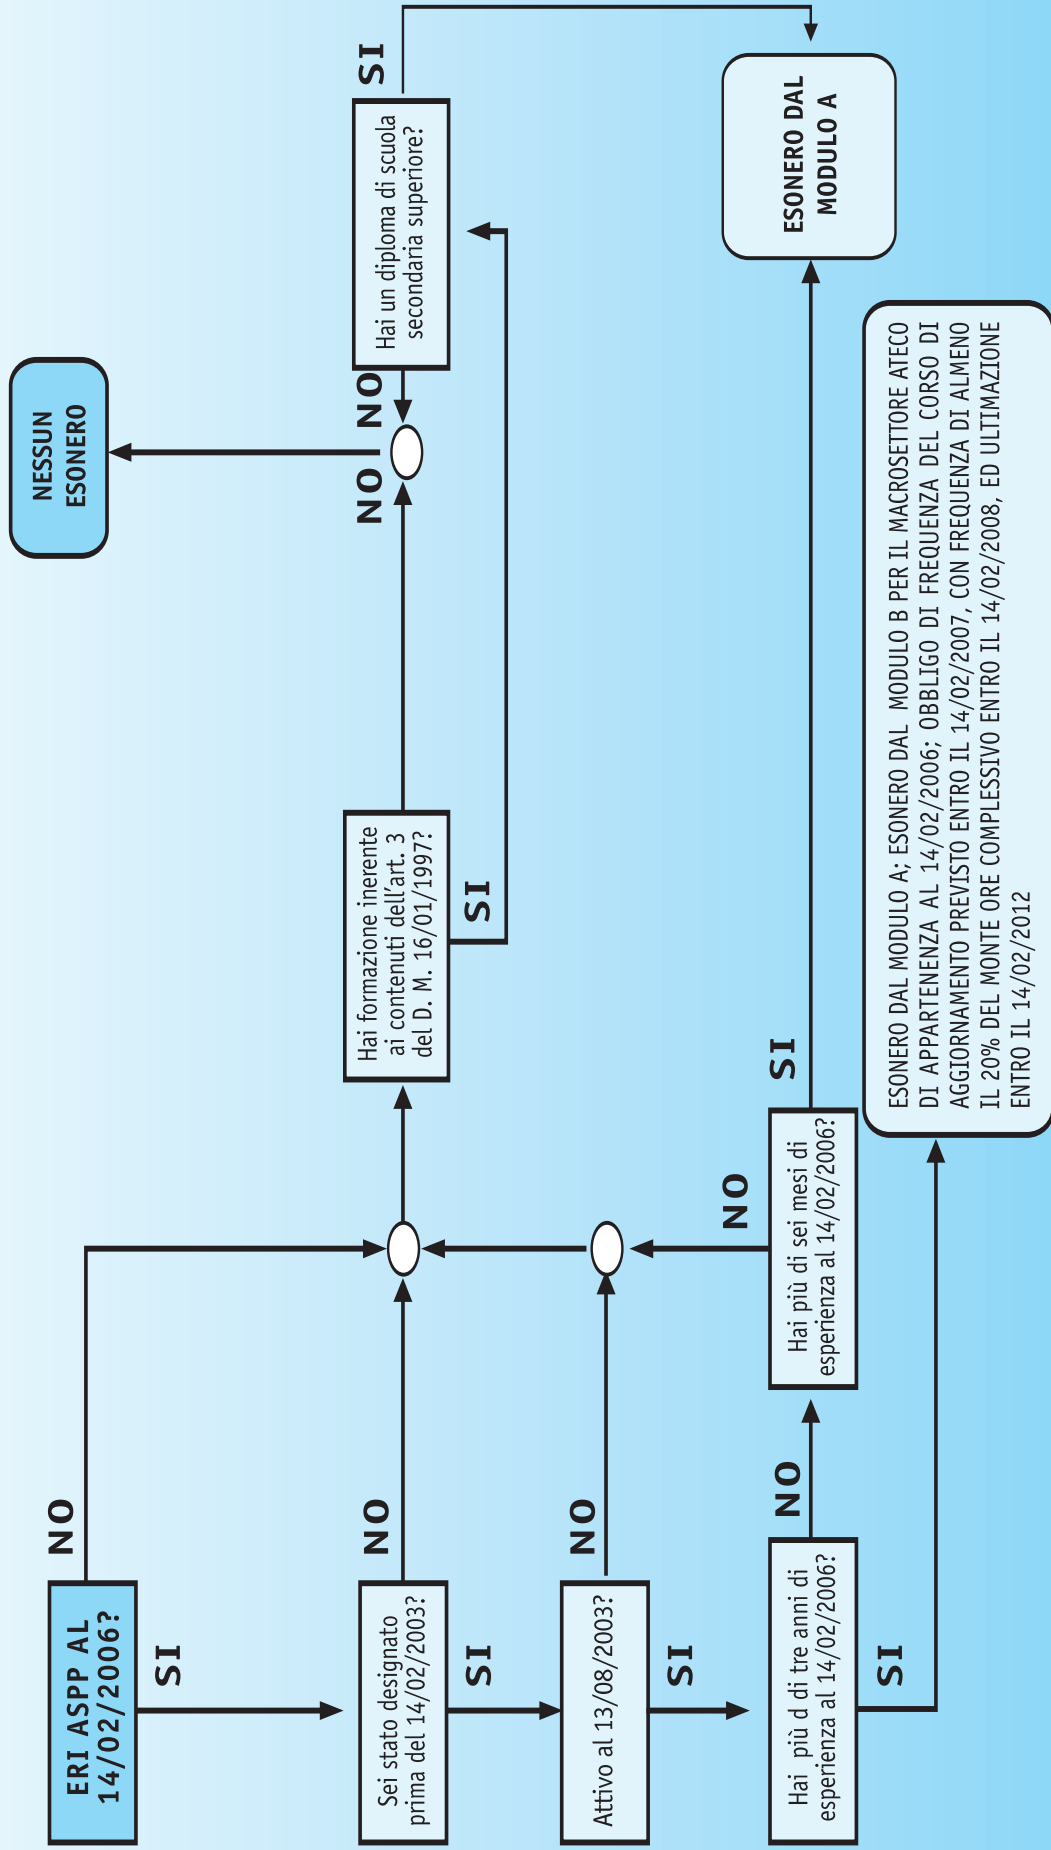 ERI ASPP AL
14/02/2006?
NO
SI
Sei stato designato
prima del 14/02/2003?
NO
SI
Attivo al 13/08/2003?
NO
SI
Hai più d di tre anni di
esperienza al 14/02/2006?
NO
SI
Hai più di sei mesi di
esperienza al 14/02/2006?
NO
SI
Hai formazione inerente
ai contenuti dell'art. 3
del D. M. 16/01/1997?
NO
SI
Hai un diploma di scuola
secondaria superiore?
NO
SI
NESSUN
ESONERO
ESONERO DAL
MODULO A
ESONERO DAL MODULO A; ESONERO DAL MODULO B PER IL MACROSETTORE ATECO
DI APPARTENENZA AL 14/02/2006; OBBLIGO DI FREQUENZA DEL CORSO DI
AGGIORNAMENTO PREVISTO ENTRO IL 14/02/2007, CON FREQUENZA DI ALMENO
IL 20% DEL MONTE ORE COMPLESSIVO ENTRO IL 14/02/2008, ED ULTIMAZIONE
ENTRO IL 14/02/2012